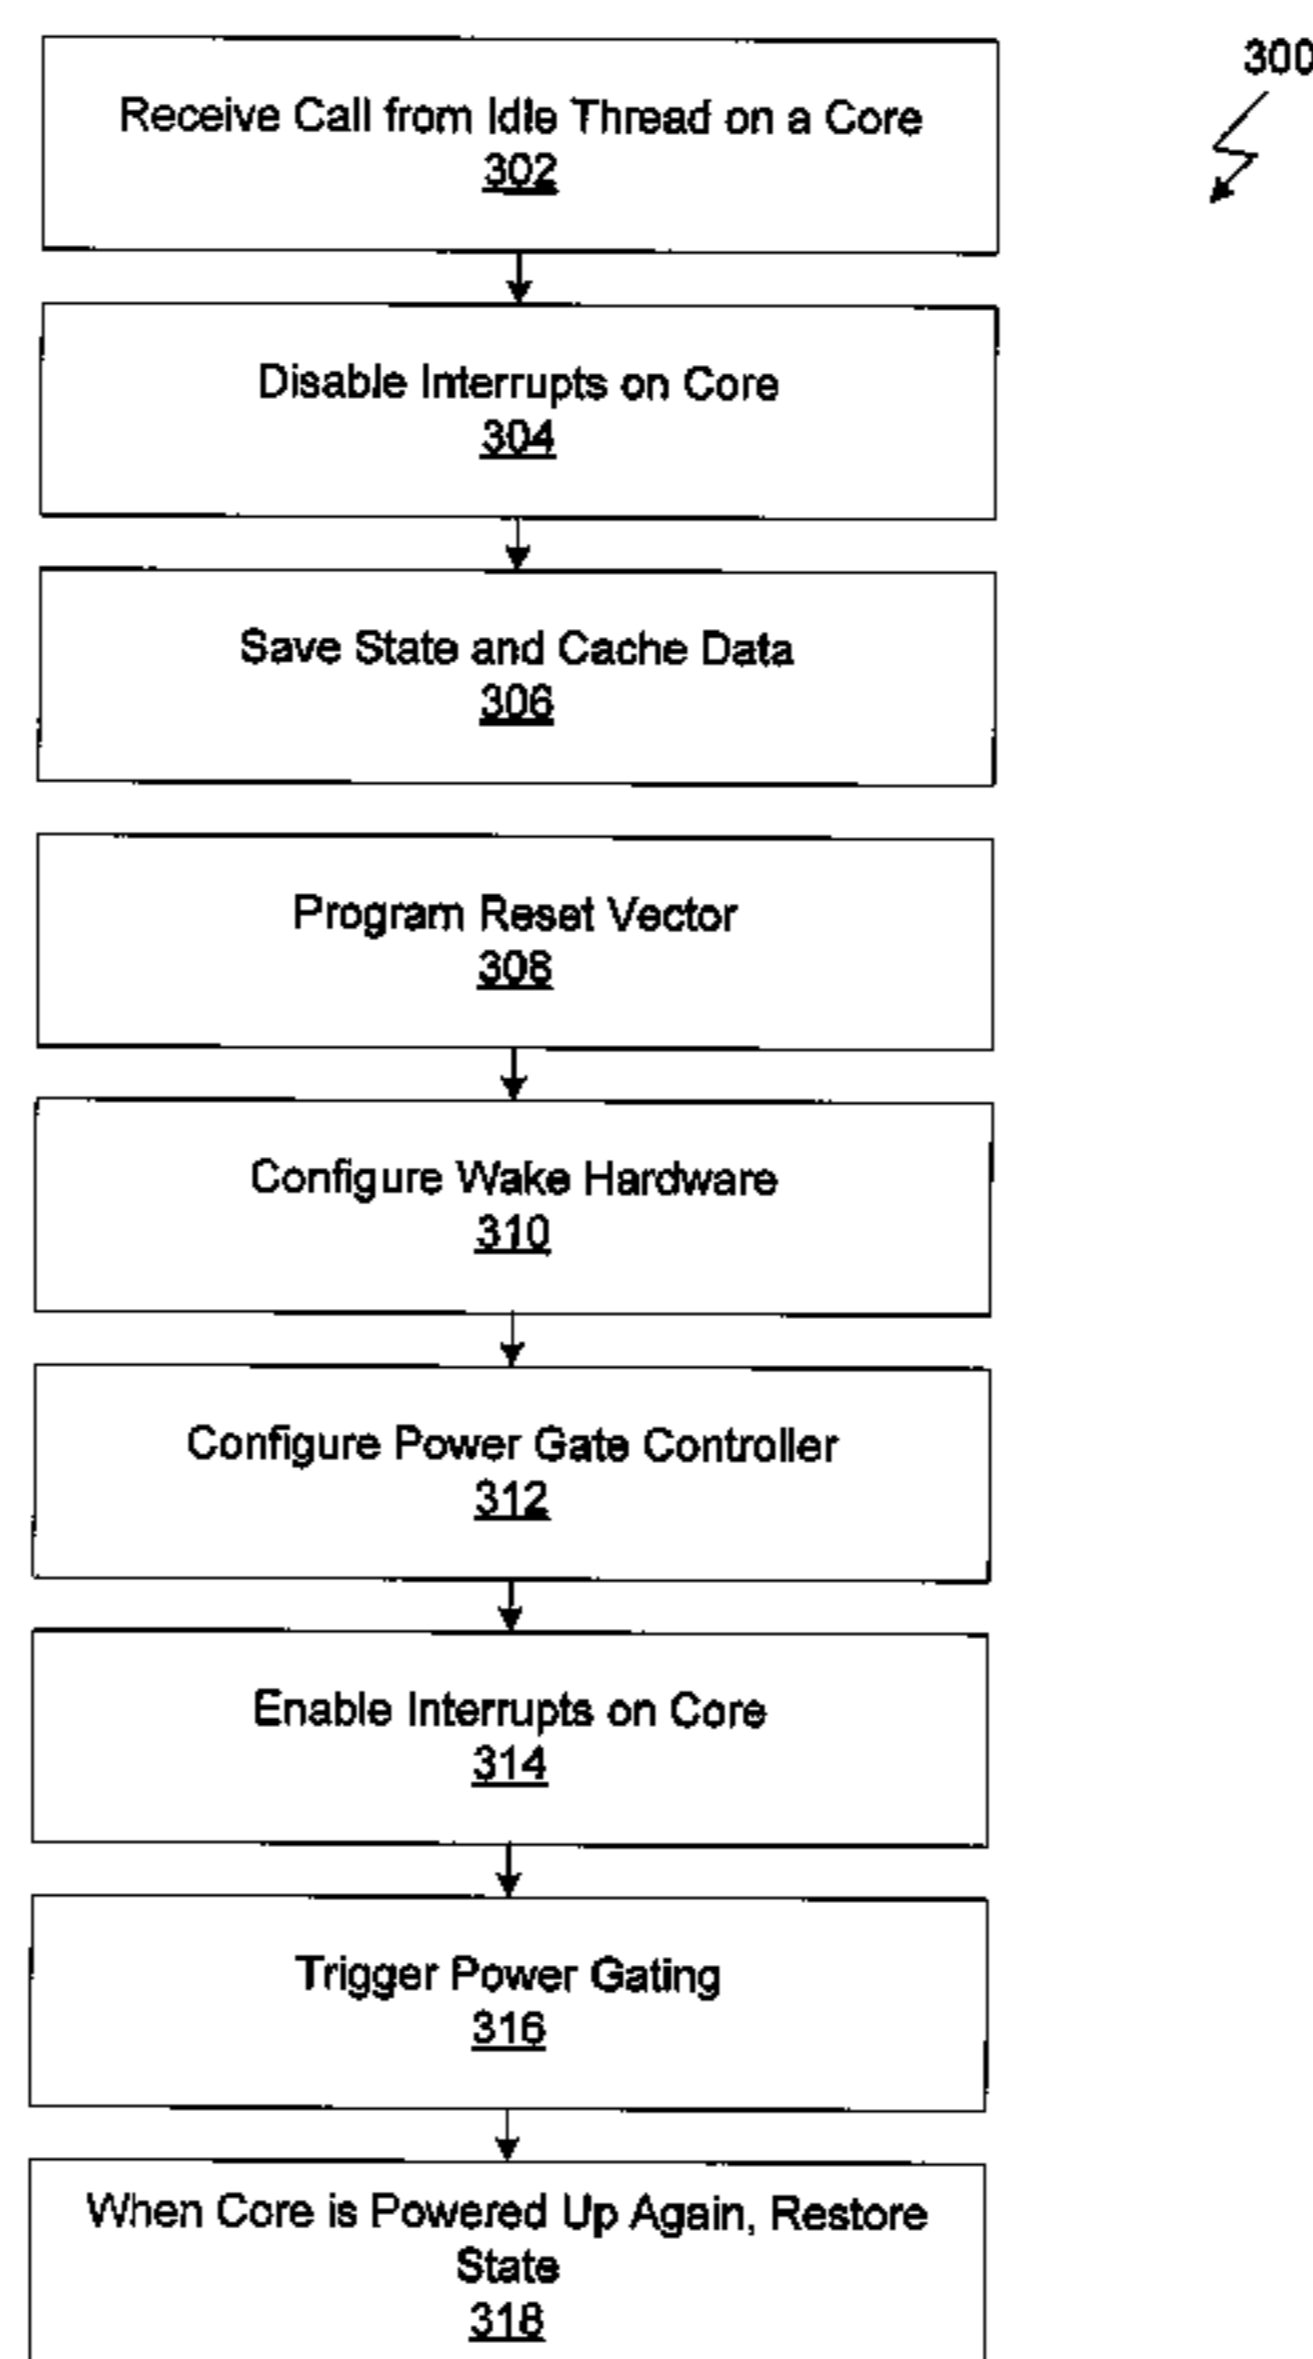 300
Receive Call from Idle Thread on a Core
302
Disable Interrupts on Core
304
Save State and Cache Data
306
Program Reset Vector
308
Configure Wake Hardware
310
Configure Power Gate Controller
312
Enable Interrupts on Core
314
Trigger Power Gating
316
When Core is Powered Up Again, Restore
State
318